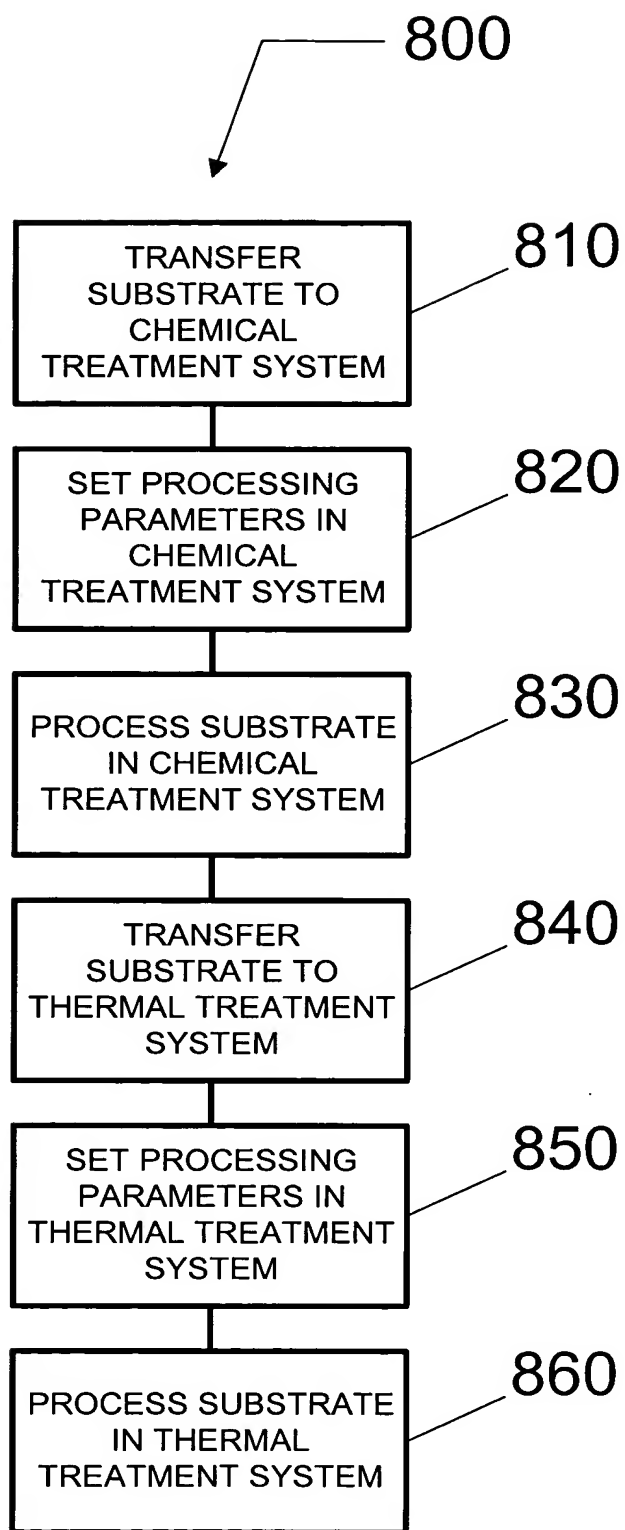 800
TRANSFER
SUBSTRATE TO
CHEMICAL
TREATMENT SYSTEM
810
SET PROCESSING
PARAMETERS IN
CHEMICAL
TREATMENT SYSTEM
820
PROCESS SUBSTRATE
IN CHEMICAL
TREATMENT SYSTEM
830
TRANSFER
SUBSTRATE TO
THERMAL TREATMENT
SYSTEM
840
SET PROCESSING
PARAMETERS IN
THERMAL TREATMENT
SYSTEM
850
PROCESS SUBSTRATE
IN THERMAL
TREATMENT SYSTEM
860